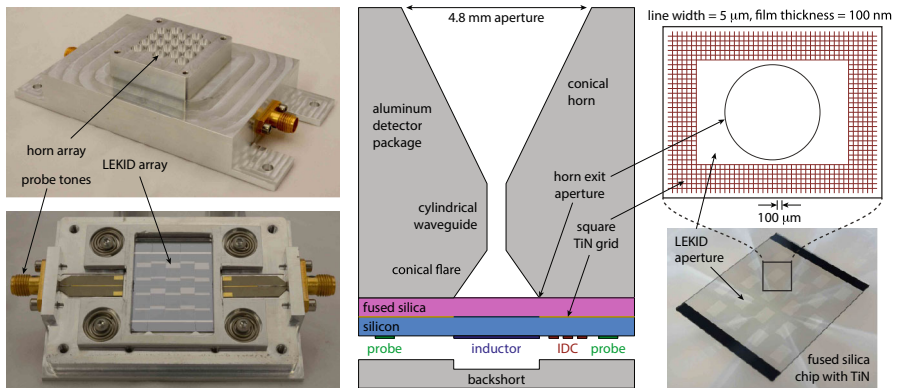 horn array
LEKID array
probe tones
4.8 mm aperture
aluminum
detector
package
conical
horn
cylindrical
waveguide
conical flare
horn exit
aperture
square
TiN grid
fused silica
silicon
probe
inductor
IDC
probe
backshort
line width = 5 μm, film thickness = 100 nm
100 μm
LEKID
aperture
fused silica
chip with TiN